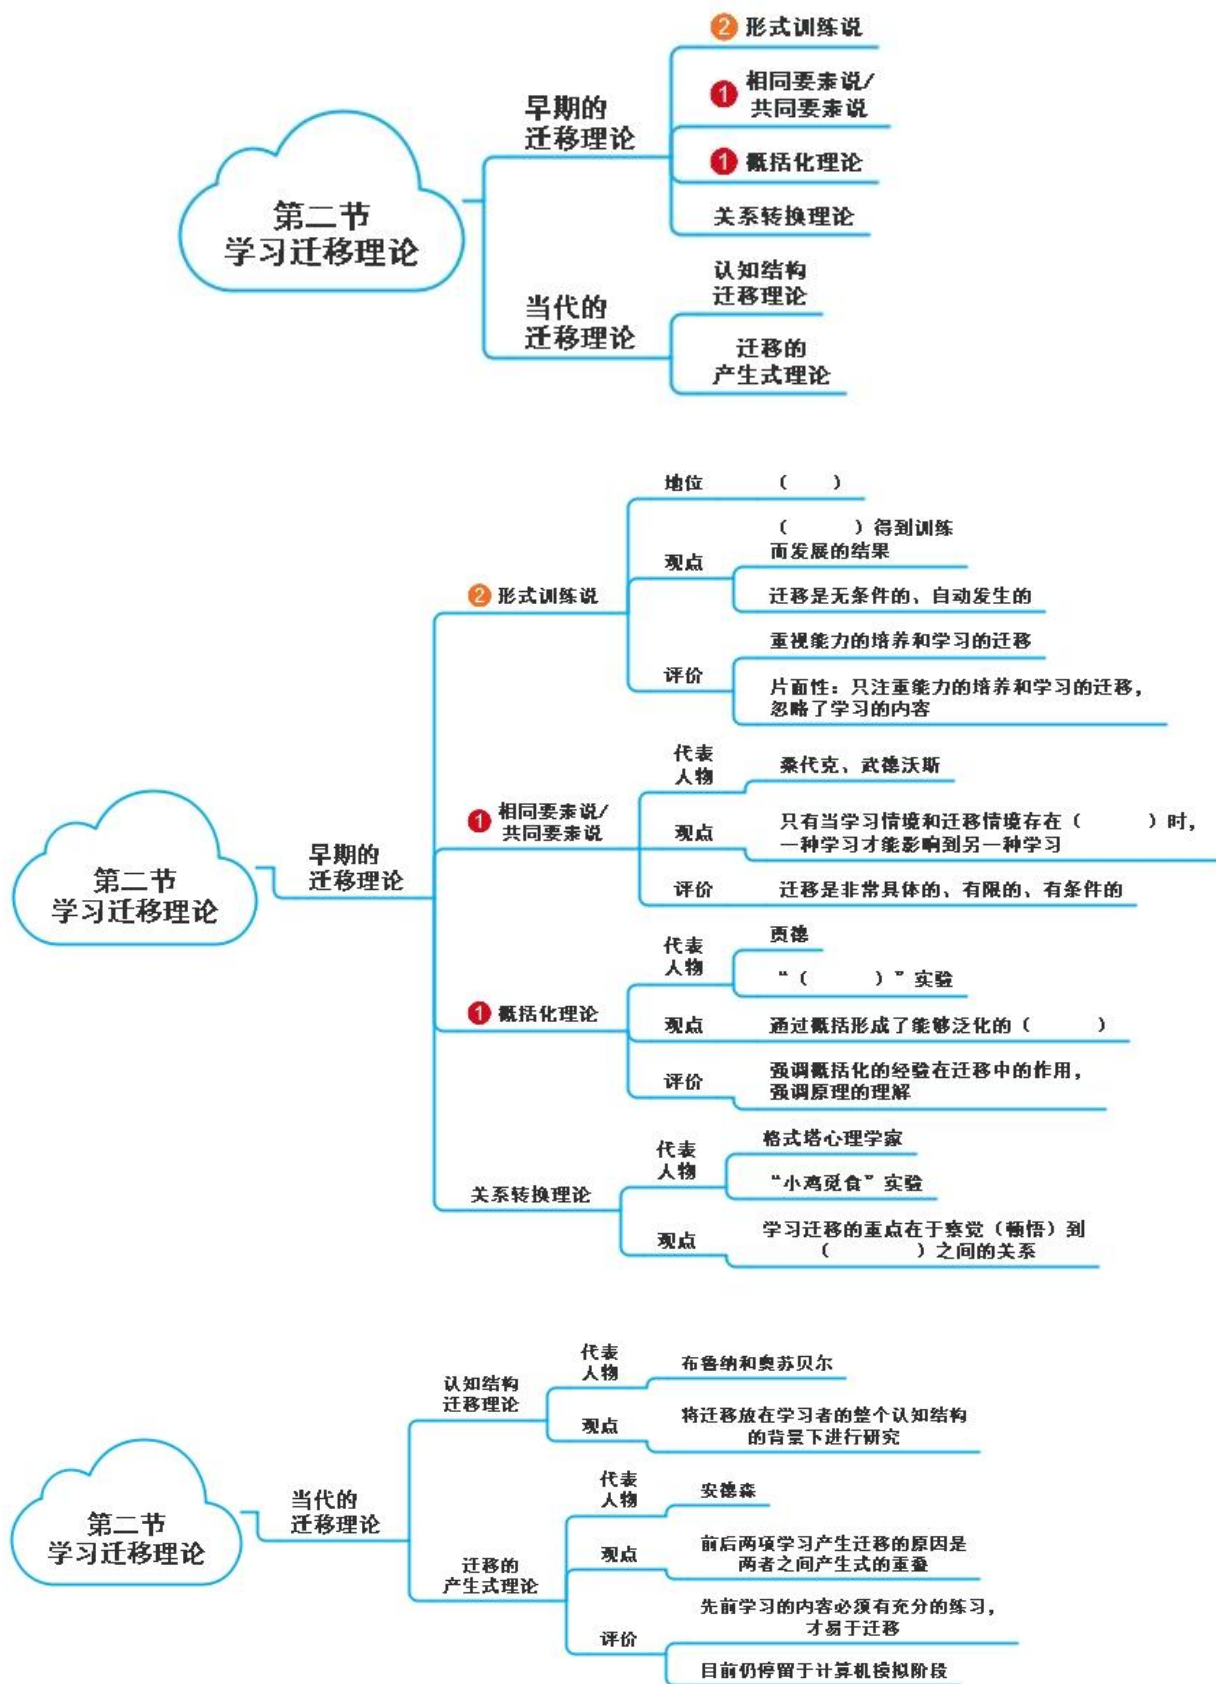 第二节
学习迁移理论
早期的
迁移理论
2 形式训练说
1 相同要素说/
共同要素说
1 概括化理论
关系转换理论
当代的
迁移理论
认知结构
迁移理论
迁移的
产生式理论
第二节
学习迁移理论
早期的
迁移理论
2 形式训练说
地位
（ ）
观点
（ ）得到训练
而发展的结果
迁移是无条件的、自动发生的
评价
重视能力的培养和学习的迁移
片面性：只注重能力的培养和学习的迁移，
忽略了学习的内容
1 相同要素说/
共同要素说
代表
人物
桑代克、武德沃斯
观点
只有当学习情境和迁移情境存在（ ）时，
一种学习才能影响到另一种学习
评价
迁移是非常具体的、有限的、有条件的
1 概括化理论
代表
人物
贾德
“（ ）”实验
观点
通过概括形成了能够泛化的（ ）
评价
强调概括化的经验在迁移中的作用，
强调原理的理解
关系转换理论
代表
人物
格式塔心理学家
“小鸡觅食”实验
观点
学习迁移的重点在于察觉（顿悟）到
（ ）之间的关系
第二节
学习迁移理论
当代的
迁移理论
认知结构
迁移理论
代表
人物
布鲁纳和奥苏贝尔
观点
将迁移放在学习者的整个认知结构
的背景下进行研究
迁移的
产生式理论
代表
人物
安德森
观点
前后两项学习产生迁移的原因是
两者之间产生式的重叠
评价
先前学习的内容必须有充分的练习，
才易于迁移
目前仍停留于计算机模拟阶段